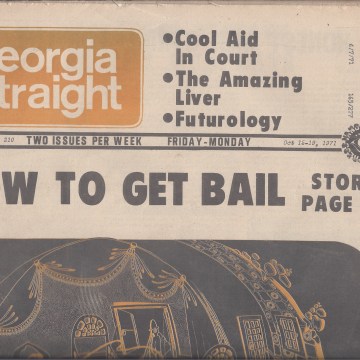 eorgia
traight
•Cool Aid
In Court
•The Amazing
Liver
•Futurology
TWO ISSUES PER WEEK FRIDAY-MONDAY
OW TO GET BAIL STOR
PAGE